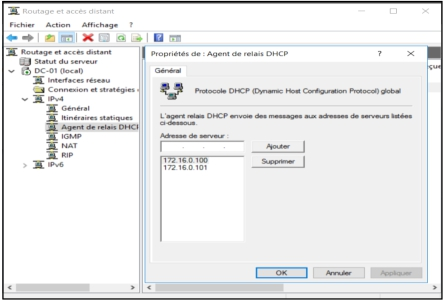 Routage et accès distant
Fichier Action Affichage ?
Routage et accès distant
Statut du serveur
DC-01 (local)
Interfaces réseau
Connexion et stratégies
IPv4
Général
Itinéraires statiques
Agent de relais DHCP
IGMP
NAT
RIP
IPv6
Propriétés de : Agent de relais DHCP ? ×
Général
Protocole DHCP (Dynamic Host Configuration Protocol) global
L'agent relais DHCP envoie des messages aux adresses de serveurs listées
ci-dessous.
Adresse de serveur :
. . .
Ajouter
172.16.0.100
172.16.0.101
Supprimer
OK Annuler Appliquer